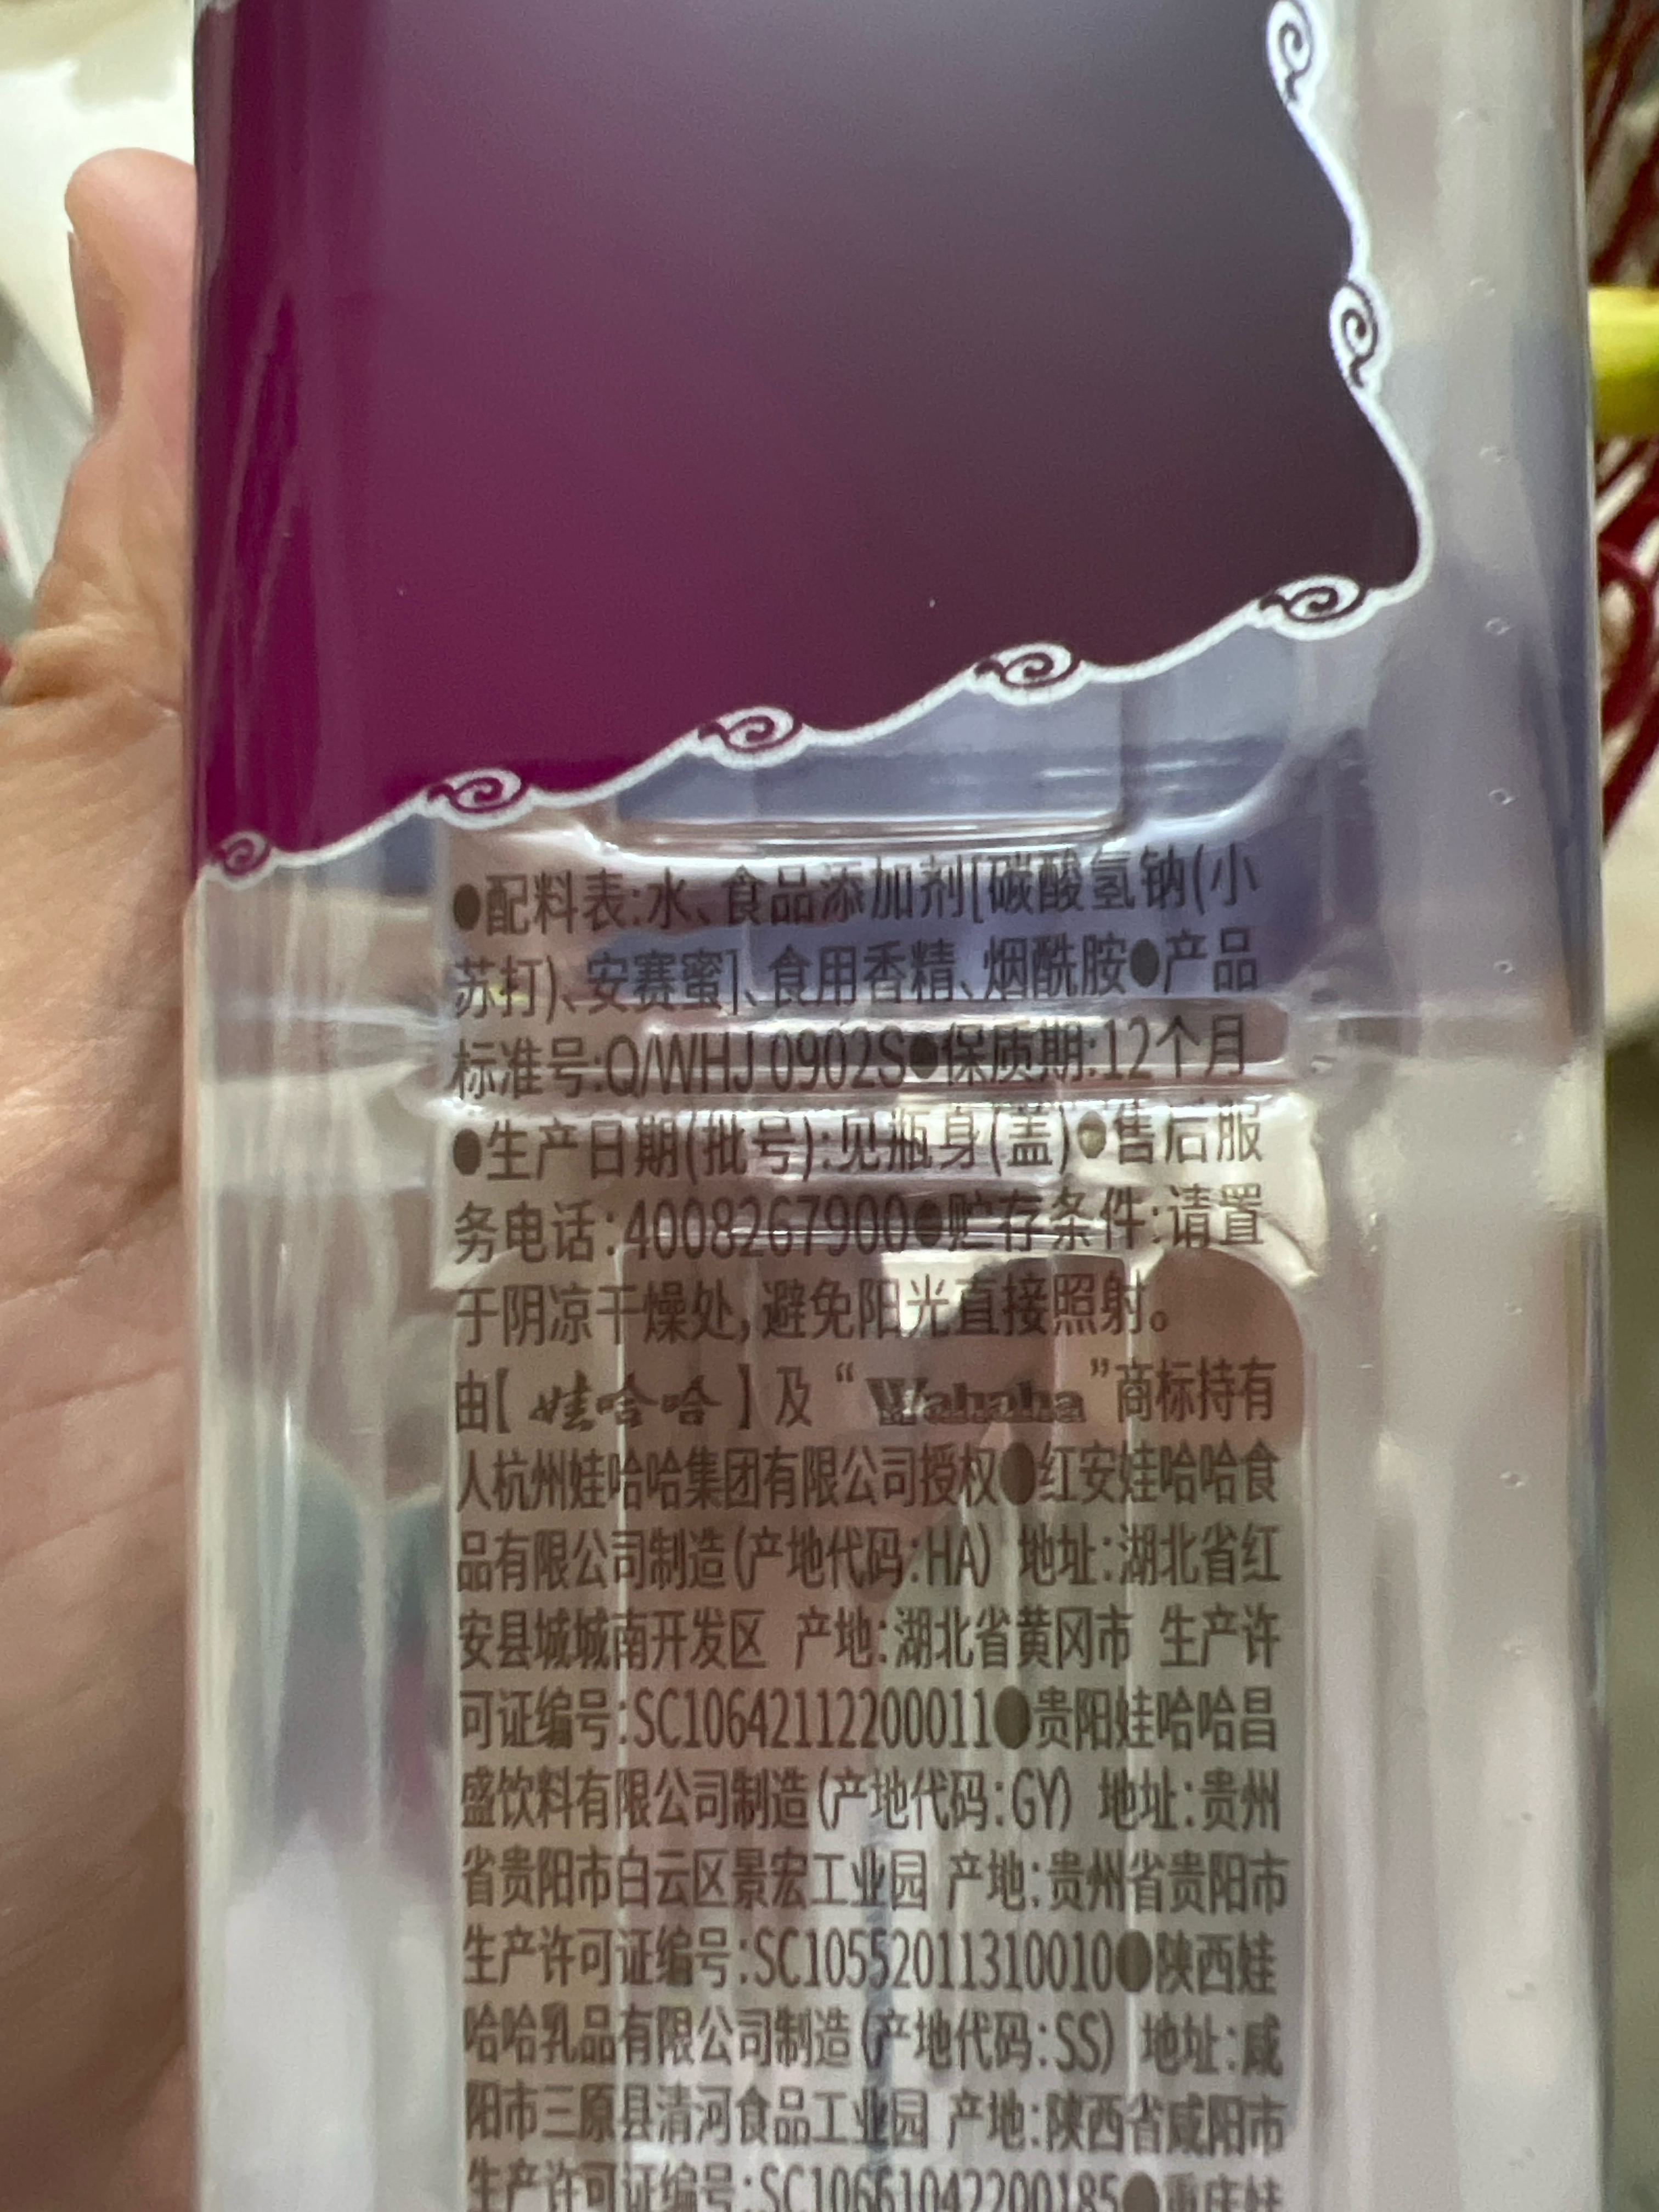 ●配料表:水、食品添加剂[碳酸氢钠(小
苏打)、安赛蜜]、食用香精、烟酰胺●产品
标准号:Q/WHJ 0902S●保质期:12个月
●生产日期(批号):见瓶身(盖)●售后服
务电话:4008267900●贮存条件:请置
于阴凉干燥处,避免阳光直接照射。
由【娃哈哈】及“Wahaha”商标持有
人杭州娃哈哈集团有限公司授权●红安娃哈哈食
品有限公司制造(产地代码:HA) 地址:湖北省红
安县城城南开发区 产地:湖北省黄冈市 生产许
可证编号:SC10642112200011●贵阳娃哈哈昌
盛饮料有限公司制造(产地代码:GY) 地址:贵州
省贵阳市白云区景宏工业园 产地:贵州省贵阳市
生产许可证编号:SC10552011310010●陕西娃
哈哈乳品有限公司制造(产地代码:SS) 地址:咸
阳市三原县清河食品工业园 产地:陕西省咸阳市
生产许可证编号:SC10661042200185●重庆娃